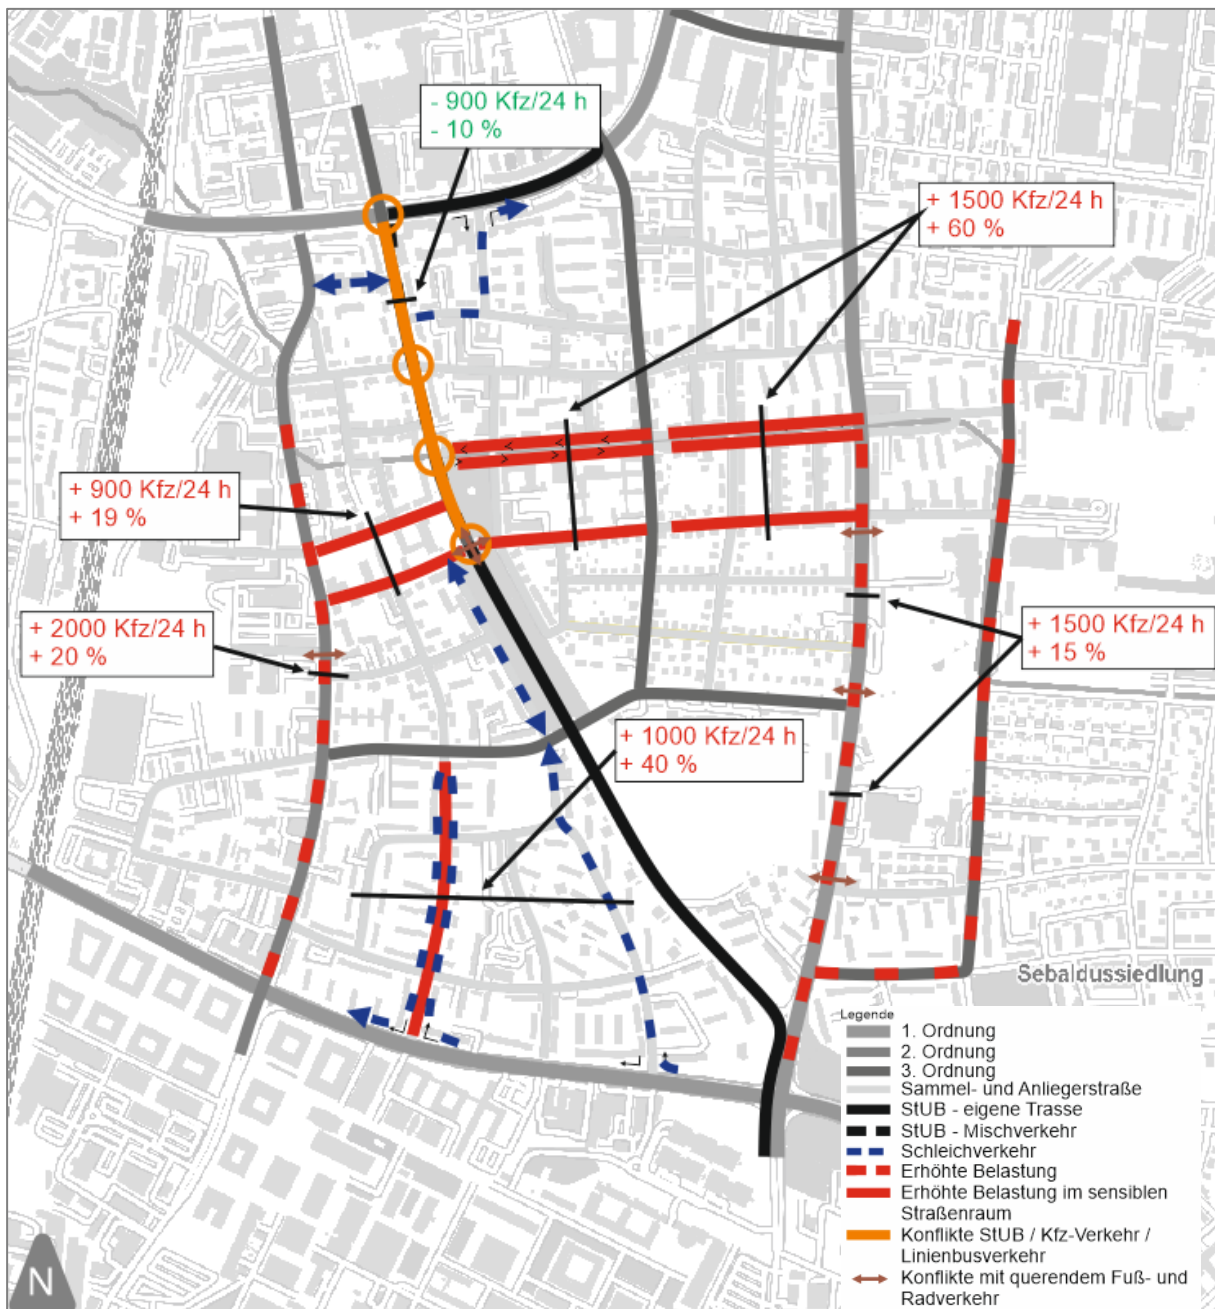 - 900 Kfz/24 h
- 10 %
+ 1500 Kfz/24 h
+ 60 %
+ 900 Kfz/24 h
+ 19 %
+ 2000 Kfz/24 h
+ 20 %
+ 1500 Kfz/24 h
+ 15 %
+ 1000 Kfz/24 h
+ 40 %
Sebaldussiedlung
Legende
1. Ordnung
2. Ordnung
3. Ordnung
Sammel- und Anliegerstraße
StUB - eigene Trasse
StUB - Mischverkehr
Schleichverkehr
Erhöhte Belastung
Erhöhte Belastung im sensiblen
Straßenraum
Konflikte StUB / Kfz-Verkehr /
Linienbusverkehr
Konflikte mit querendem Fuß- und
Radverkehr
N